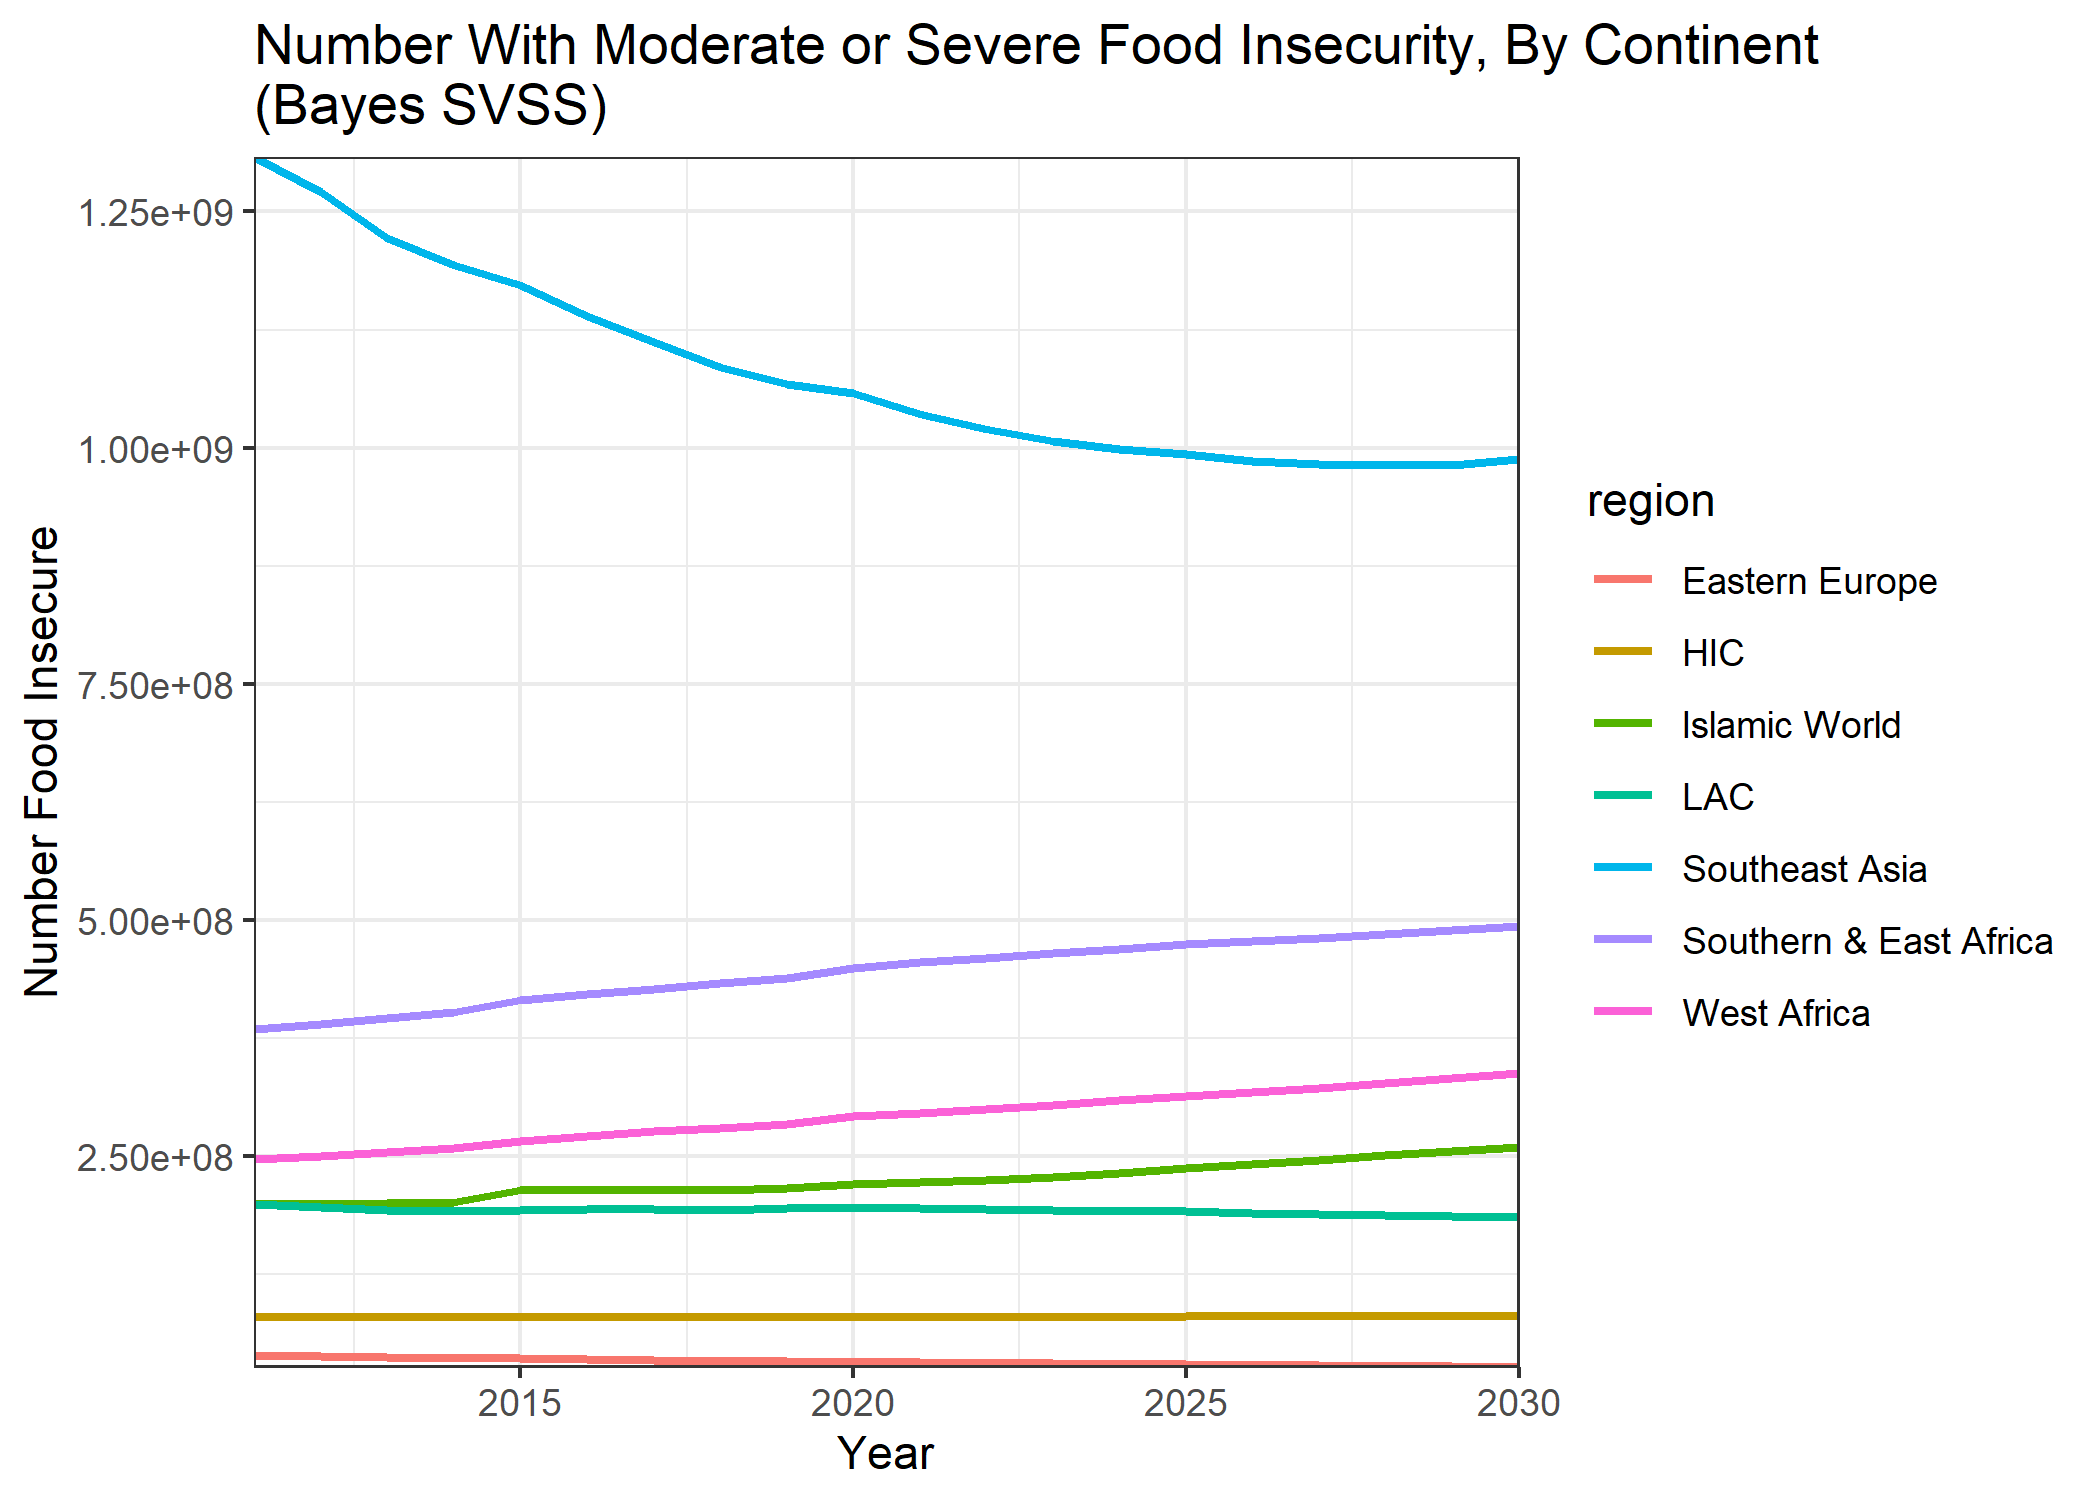 Number With Moderate or Severe Food Insecurity, By Continent
(Bayes SVSS)
Number Food Insecure
1.25e+09
1.00e+09
7.50e+08
5.00e+08
2.50e+08
2015
2020
2025
2030
Year
region
Eastern Europe
HIC
Islamic World
LAC
Southeast Asia
Southern & East Africa
West Africa